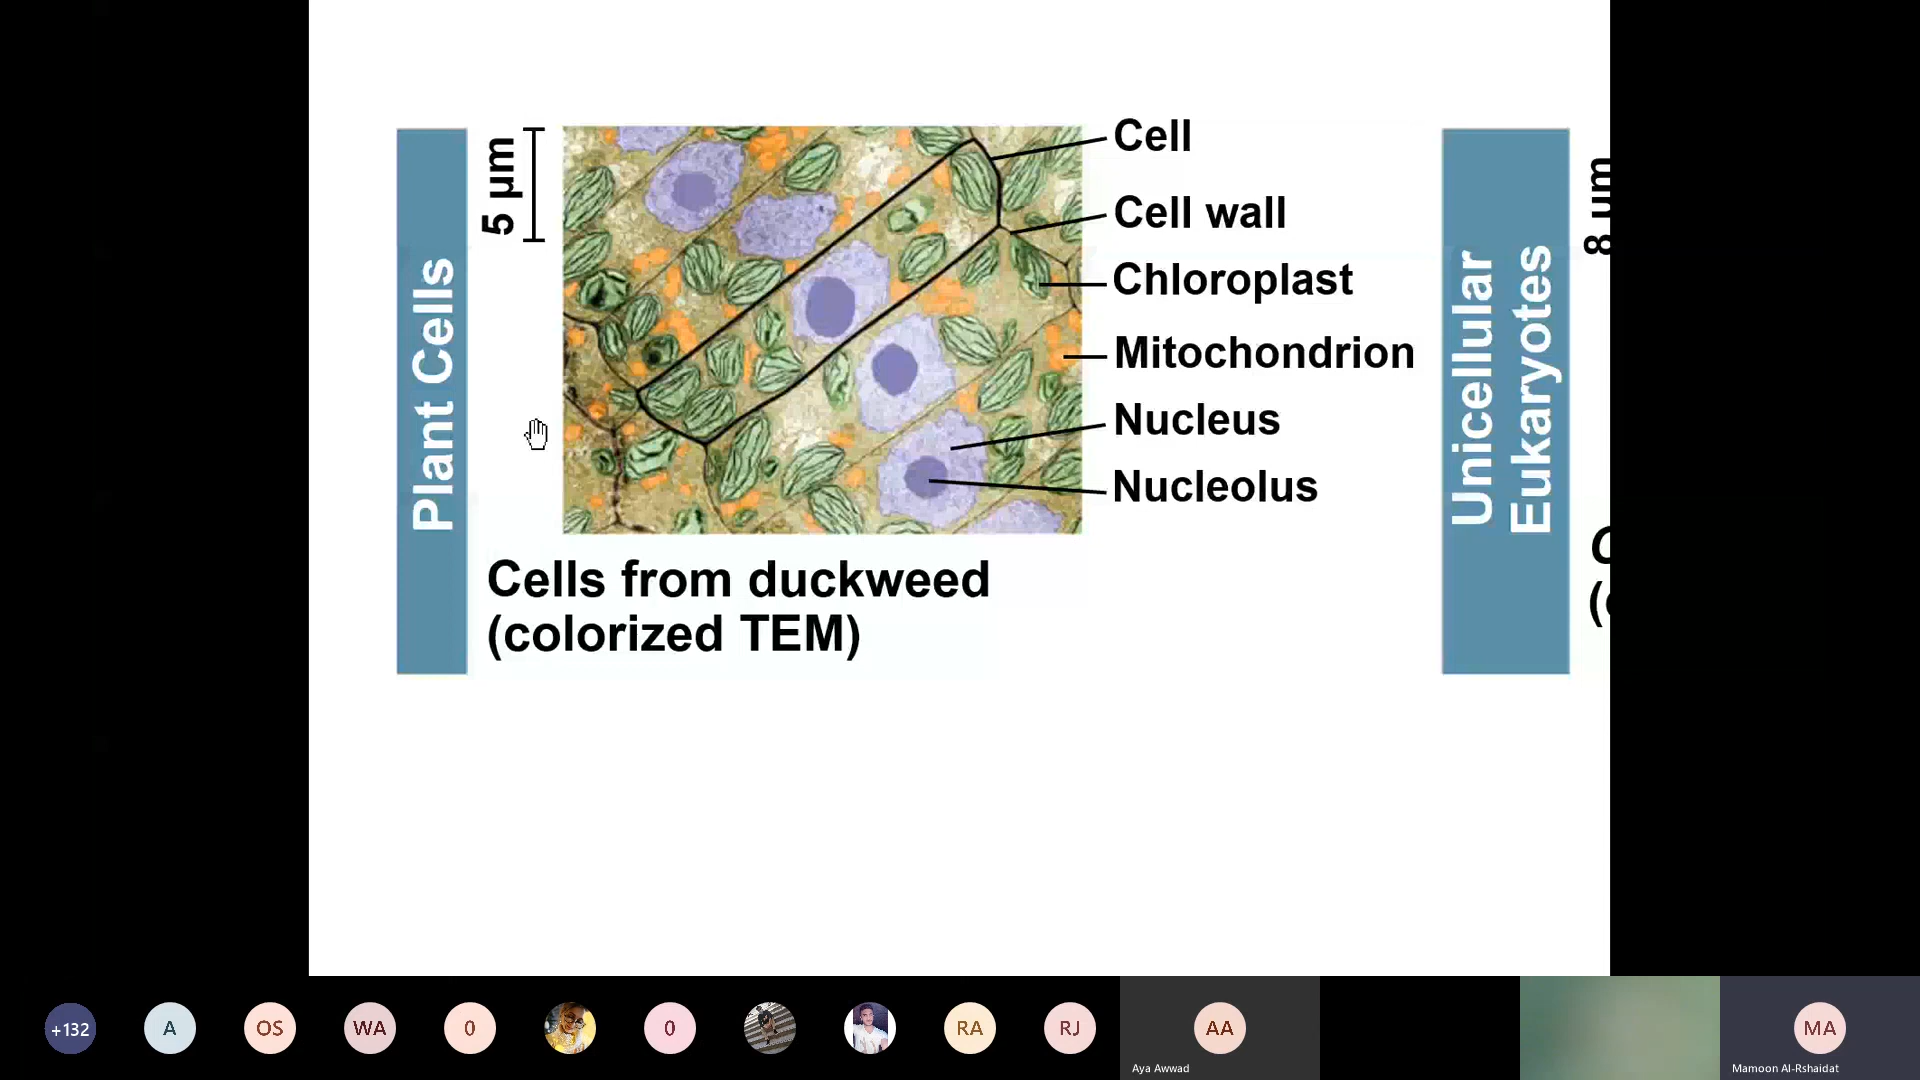 Plant Cells
5 µm
Cell
Cell wall
Chloroplast
Mitochondrion
Nucleus
Nucleolus
Cells from duckweed
(colorized TEM)
Unicellular
Eukaryotes
8 µm
+132
A
OS
WA
0
0
RA
RJ
AA
Aya Awwad
MA
Mamoon Al-Rshaidat